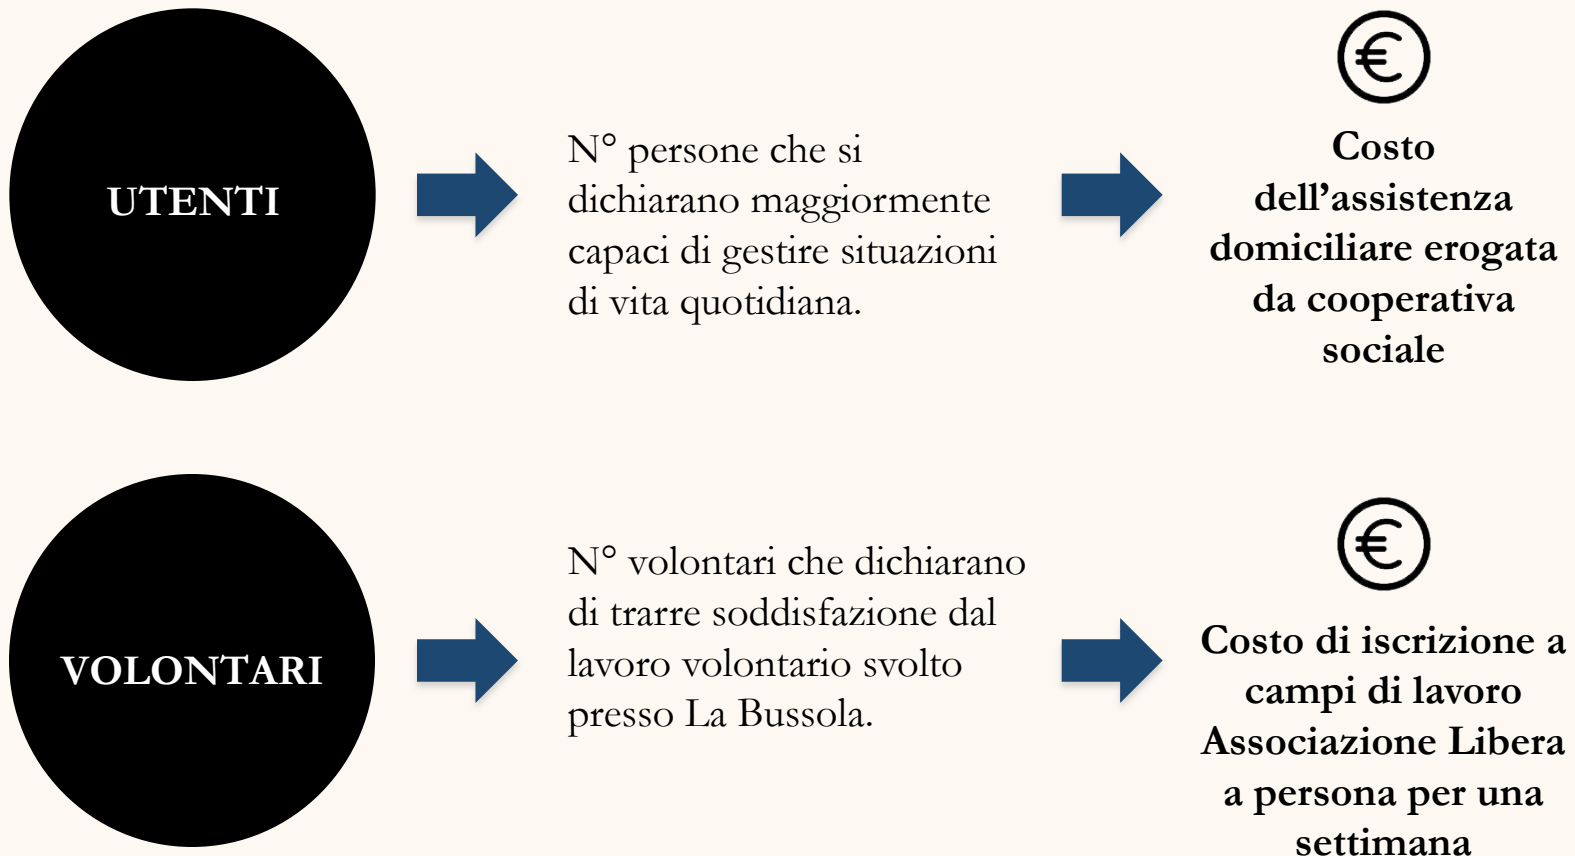 UTENTI
N° persone che si
dichiarano maggiormente
capaci di gestire situazioni
di vita quotidiana.
€
Costo
dell’assistenza
domiciliare erogata
da cooperativa
sociale
VOLONTARI
N° volontari che dichiarano
di trarre soddisfazione dal
lavoro volontario svolto
presso La Bussola.
€
Costo di iscrizione a
campi di lavoro
Associazione Libera
a persona per una
settimana